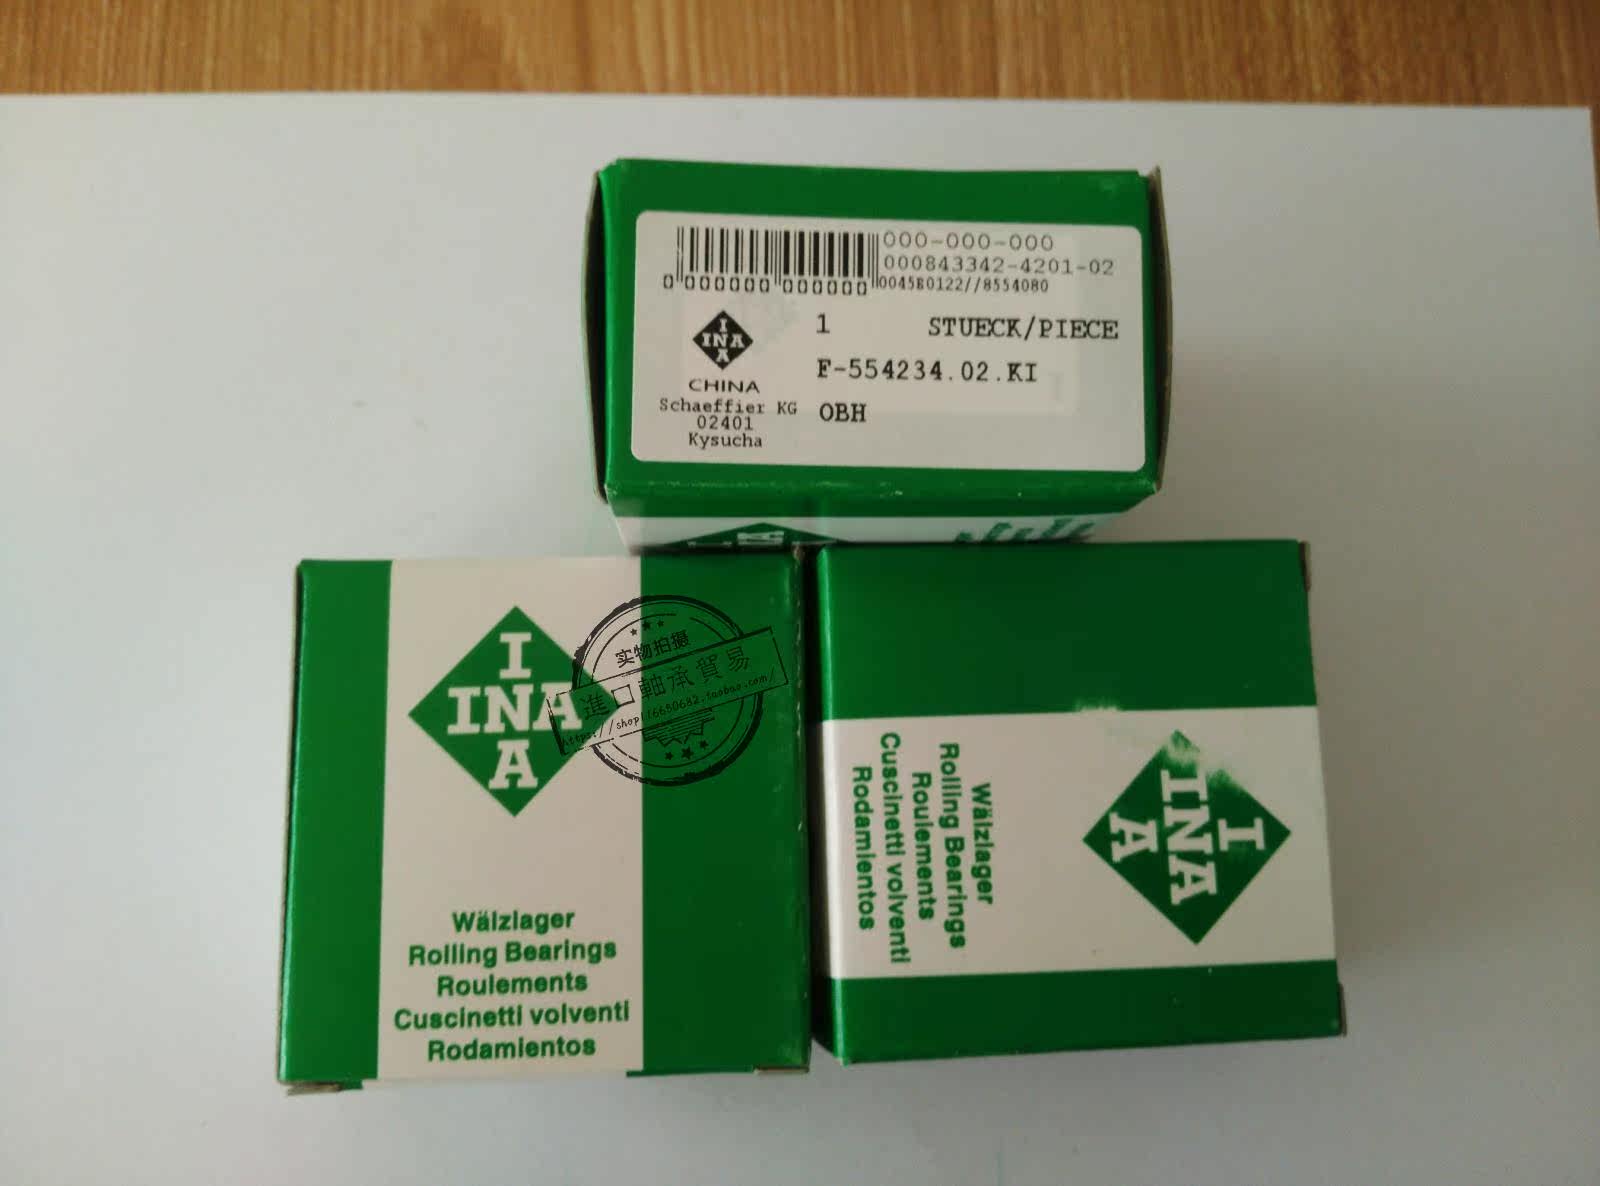 000-000-000
000843342-4201-02
0 000000 000000
0045B0122//8554080
I
INA
A
CHINA
Schaeffier KG
02401
Kysucha
1 STUECK/PIECE
F-554234.02.KI
OBH
I
INA
A
Wälzlager
Rolling Bearings
Roulements
Cuscinetti volventi
Rodamientos
实物拍摄
進口軸承貿易
I
INA
A
Wälzlager
Rolling Bearings
Roulements
Cuscinetti volventi
Rodamientos